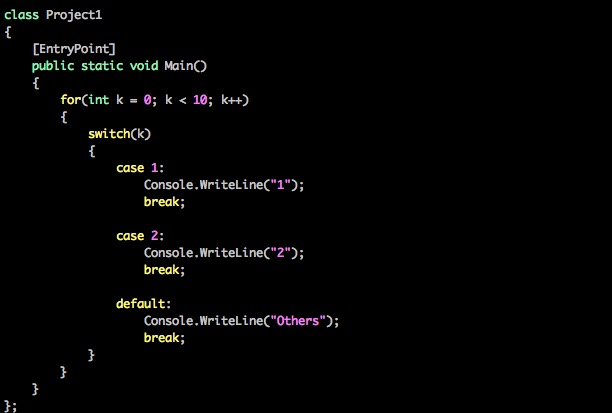 class Project1
{
    [EntryPoint]
    public static void Main()
    {
        for(int k = 0; k < 10; k++)
        {
            switch(k)
            {
                case 1:
                    Console.WriteLine("1");
                    break;

                case 2:
                    Console.WriteLine("2");
                    break;

                default:
                    Console.WriteLine("Others");
                    break;
            }
        }
    }
};